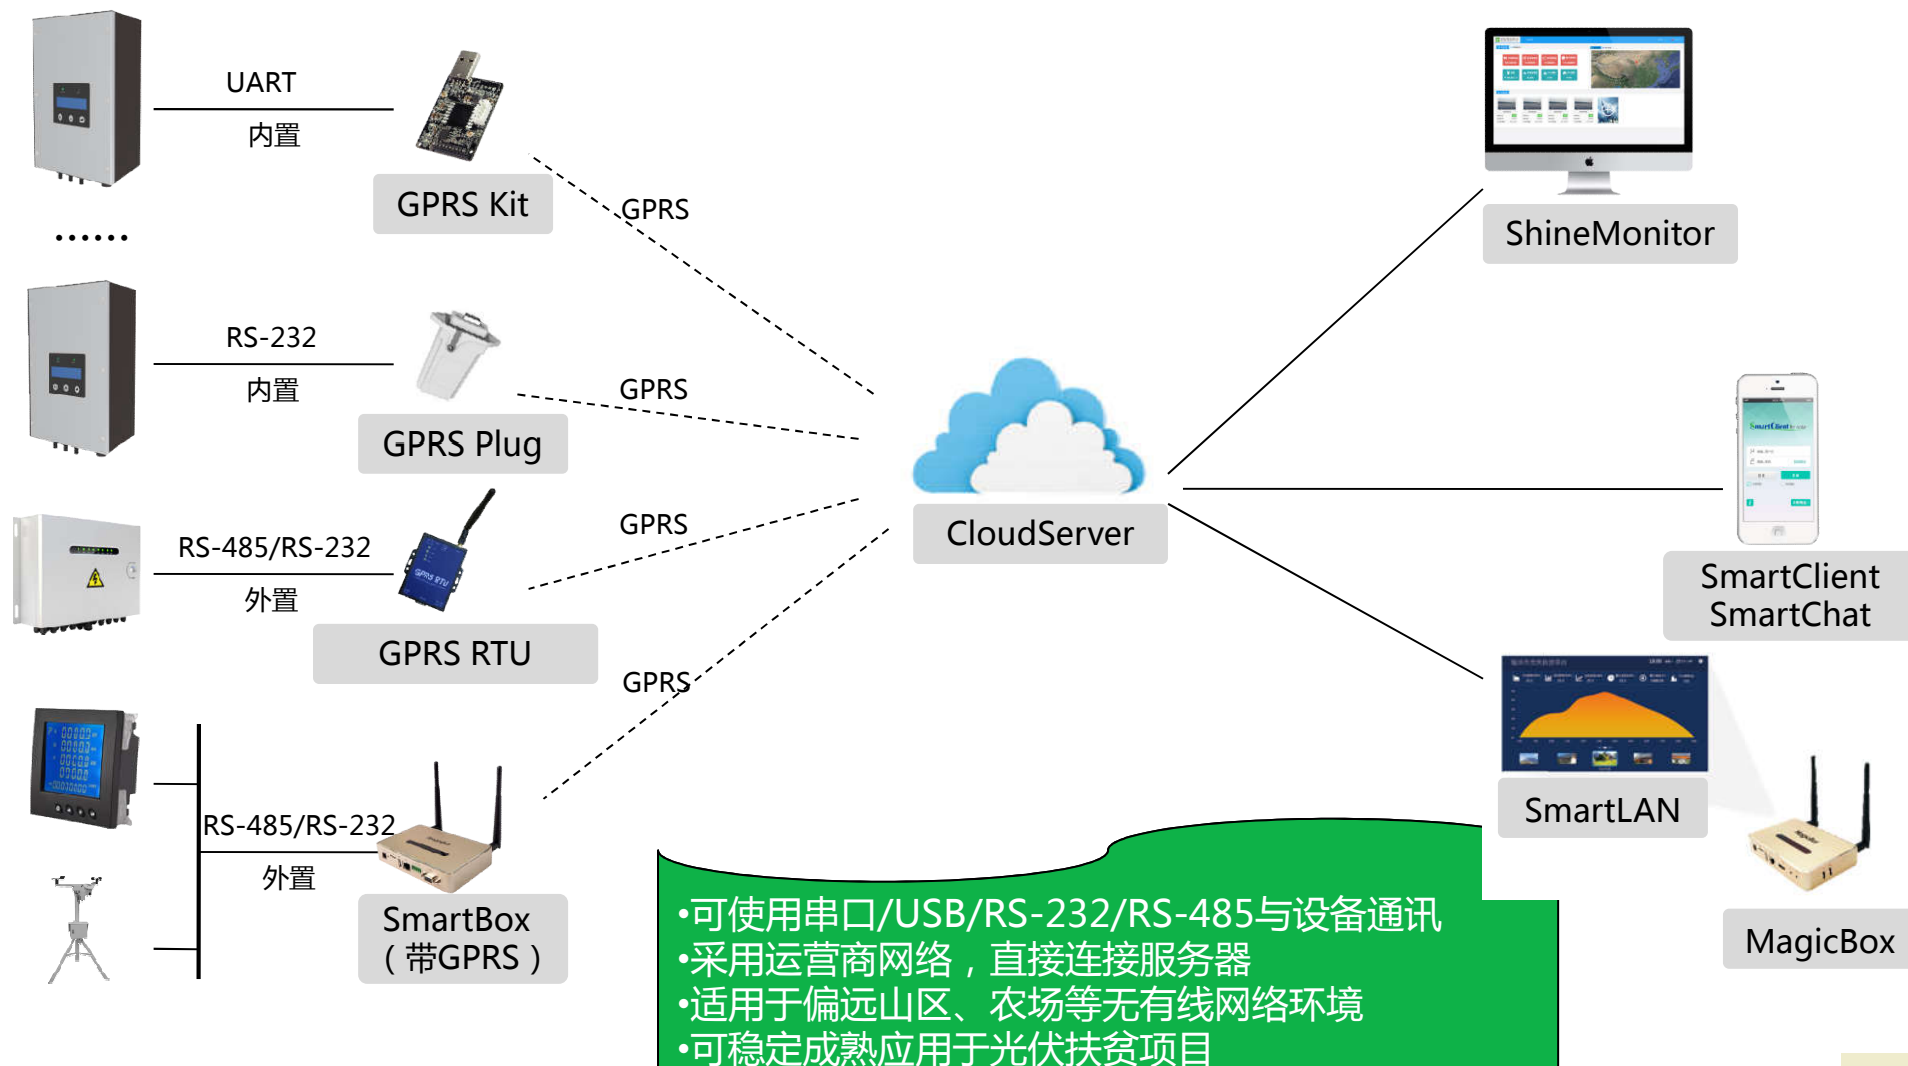 UART
内置
GPRS Kit
GPRS
......
RS-232
内置
GPRS Plug
GPRS
RS-485/RS-232
外置
GPRS RTU
GPRS
RS-485/RS-232
外置
SmartBox
（带GPRS）
GPRS
CloudServer
ShineMonitor
SmartClient
SmartClient
SmartChat
SmartLAN
MagicBox
•可使用串口/USB/RS-232/RS-485与设备通讯
•采用运营商网络，直接连接服务器
•适用于偏远山区、农场等无有线网络环境
•可稳定成熟应用于光伏扶贫项目